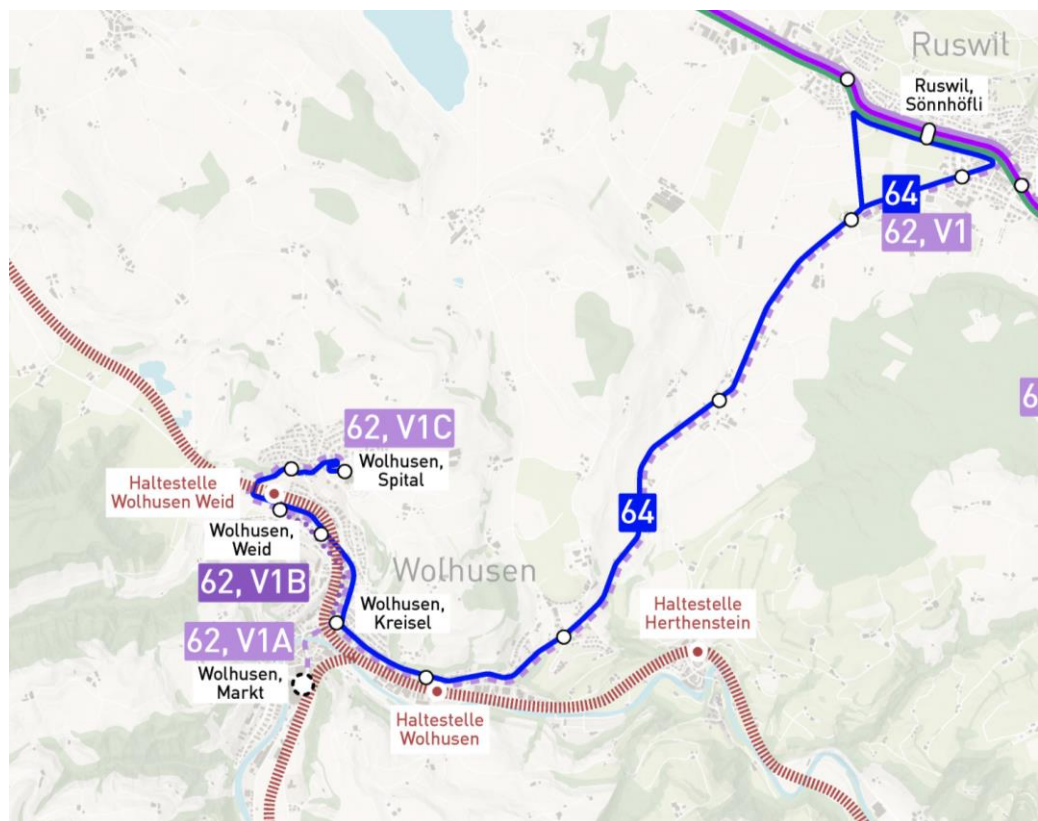 Ruswil
Ruswil,
Sönnhöfli
64
62, V1
6
62, V1C
Wolhusen,
Spital
Haltestelle
Wolhusen Weid
64
Wolhusen,
Weid
Wolhusen
62, V1B
Wolhusen,
Kreisel
Haltestelle
Herthenstein
62, V1A
Wolhusen,
Markt
Haltestelle
Wolhusen